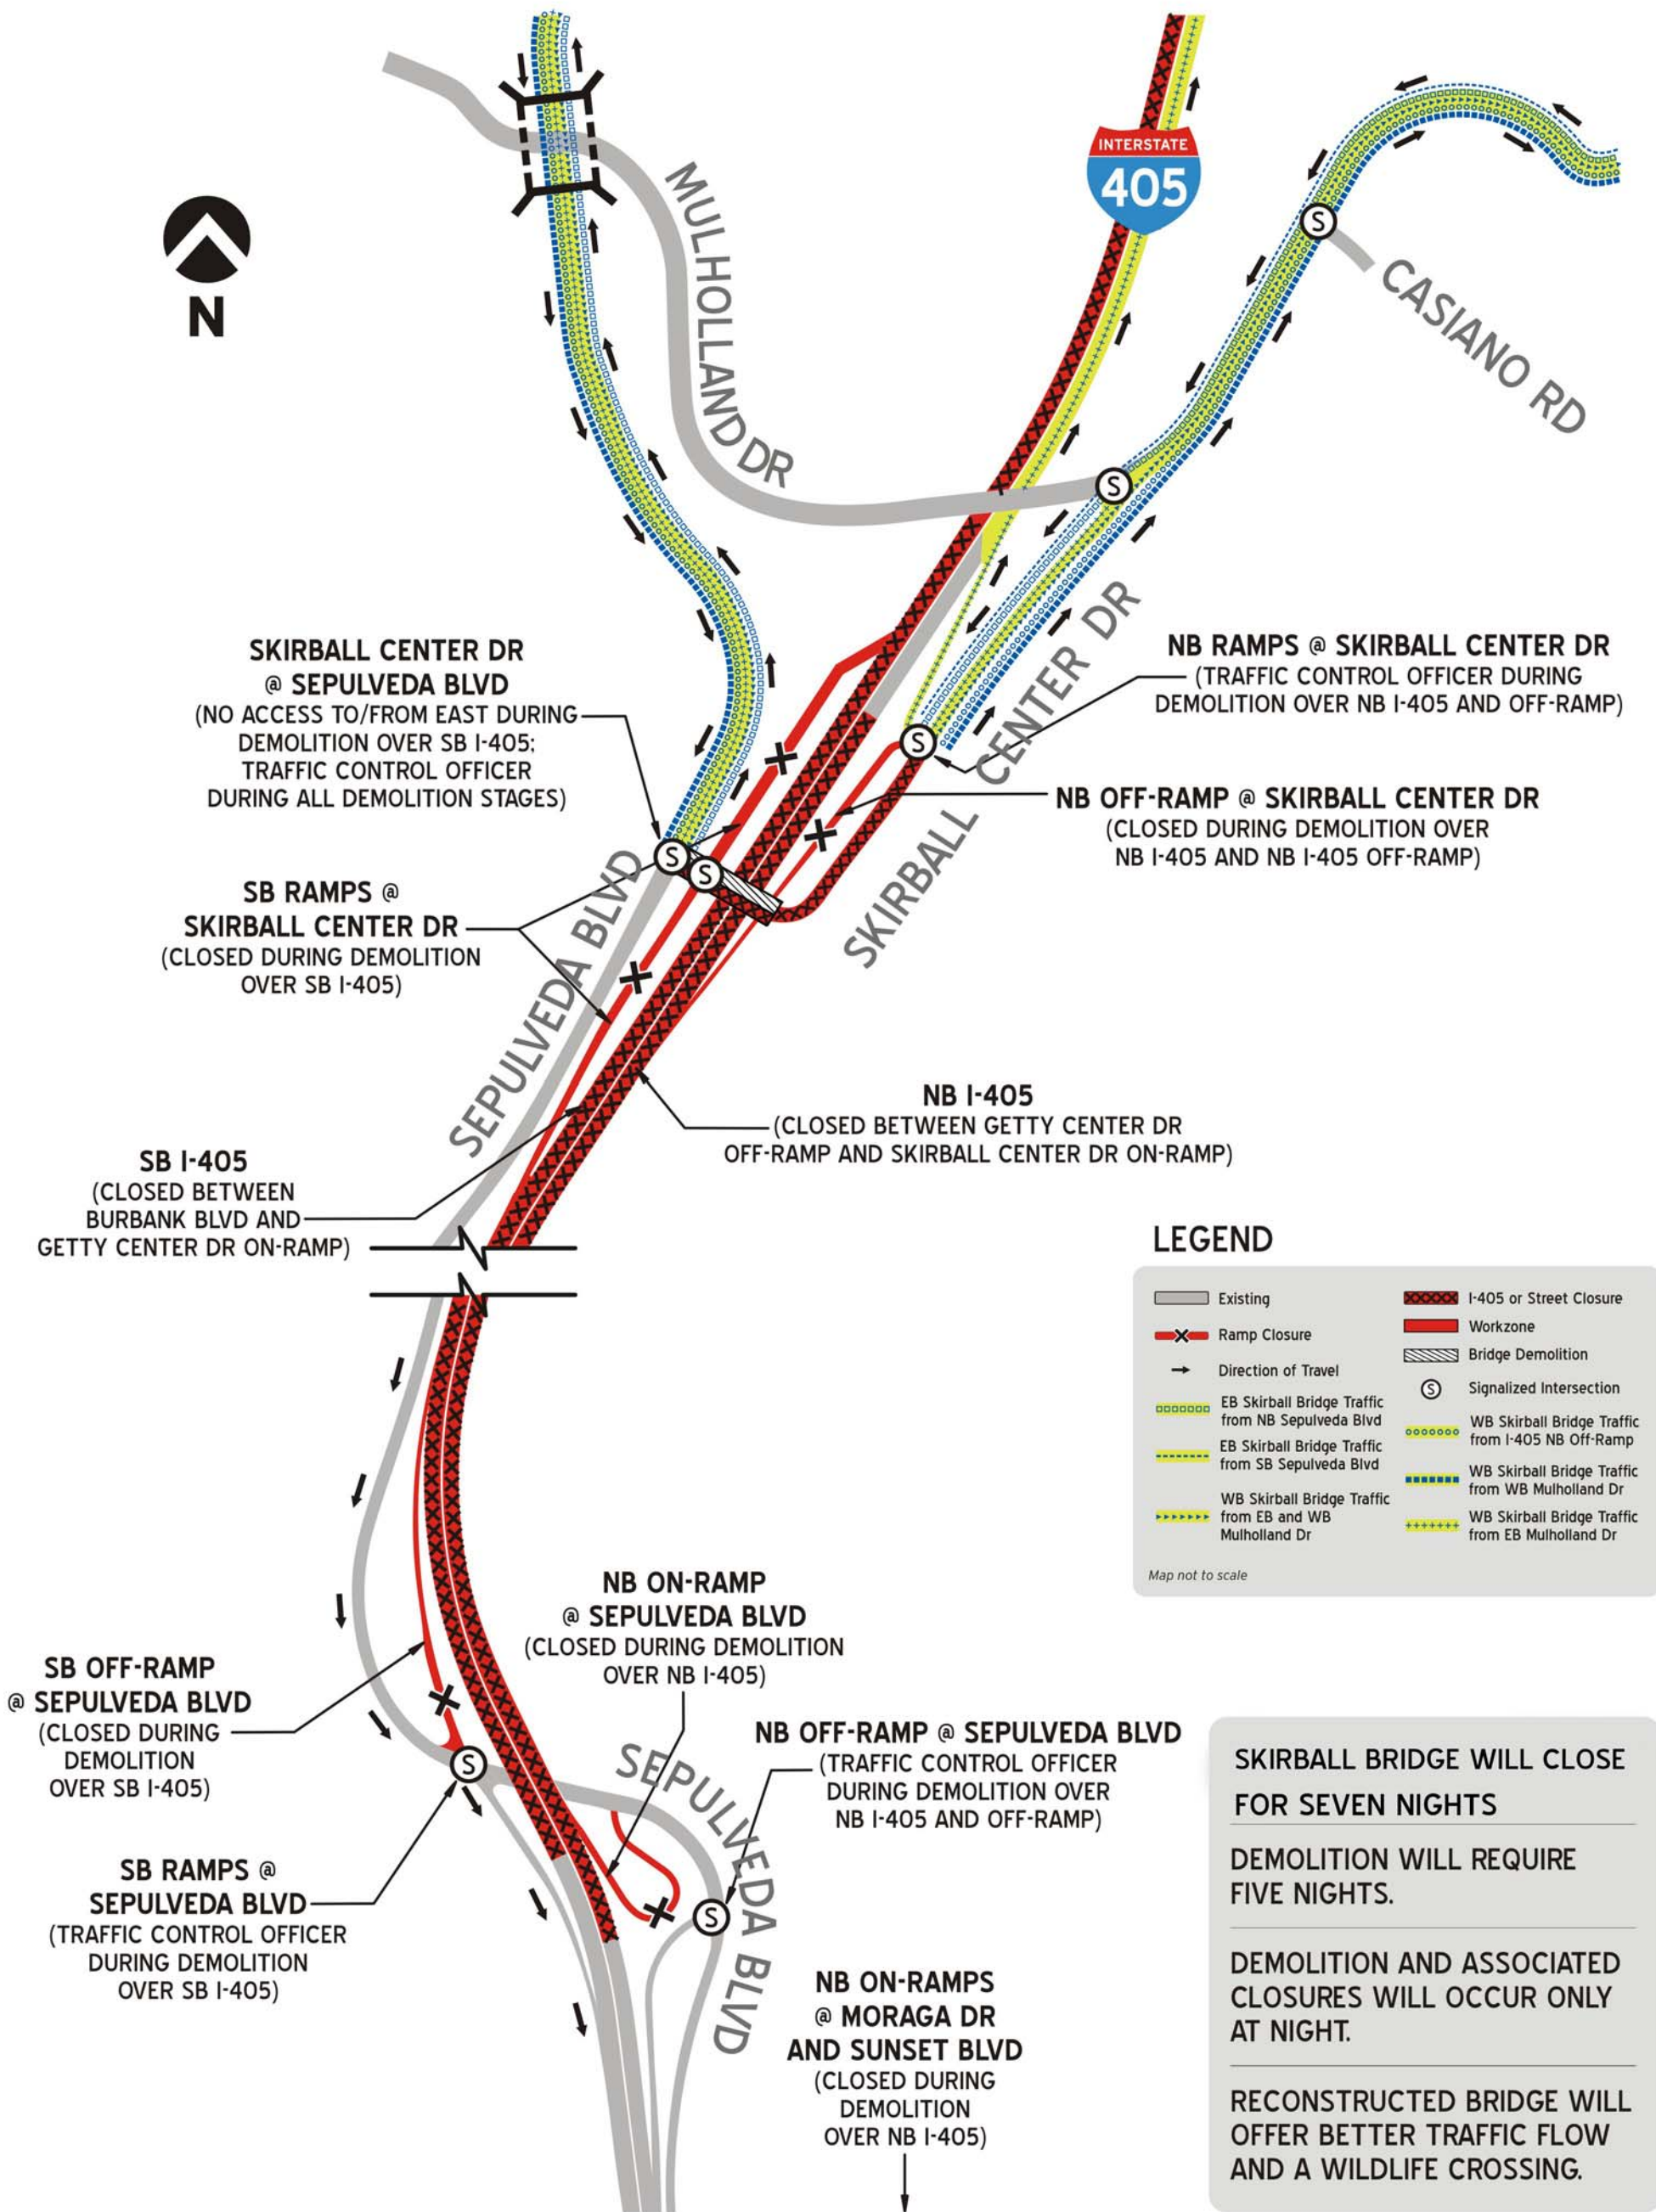 INTERSTATE
405
N
MULHOLLAND DR
CASIANO RD
S
S
SKIRBALL CENTER DR
@ SEPULVEDA BLVD
(NO ACCESS TO/FROM EAST DURING
DEMOLITION OVER SB I-405;
TRAFFIC CONTROL OFFICER
DURING ALL DEMOLITION STAGES)
NB RAMPS @ SKIRBALL CENTER DR
(TRAFFIC CONTROL OFFICER DURING
DEMOLITION OVER NB I-405 AND OFF-RAMP)
S
SKIRBALL CENTER DR
NB OFF-RAMP @ SKIRBALL CENTER DR
(CLOSED DURING DEMOLITION OVER
NB I-405 AND NB I-405 OFF-RAMP)
S
S
SB RAMPS @
SKIRBALL CENTER DR
(CLOSED DURING DEMOLITION
OVER SB I-405)
SEPULVEDA BLVD
NB I-405
(CLOSED BETWEEN GETTY CENTER DR
OFF-RAMP AND SKIRBALL CENTER DR ON-RAMP)
SB I-405
(CLOSED BETWEEN
BURBANK BLVD AND
GETTY CENTER DR ON-RAMP)
LEGEND
Existing
Ramp Closure
Direction of Travel
EB Skirball Bridge Traffic
from NB Sepulveda Blvd
EB Skirball Bridge Traffic
from SB Sepulveda Blvd
WB Skirball Bridge Traffic
from EB and WB
Mulholland Dr
I-405 or Street Closure
Workzone
Bridge Demolition
S
Signalized Intersection
WB Skirball Bridge Traffic
from I-405 NB Off-Ramp
WB Skirball Bridge Traffic
from WB Mulholland Dr
WB Skirball Bridge Traffic
from EB Mulholland Dr
Map not to scale
NB ON-RAMP
@ SEPULVEDA BLVD
(CLOSED DURING DEMOLITION
OVER NB I-405)
SB OFF-RAMP
@ SEPULVEDA BLVD
(CLOSED DURING
DEMOLITION
OVER SB I-405)
NB OFF-RAMP @ SEPULVEDA BLVD
(TRAFFIC CONTROL OFFICER
DURING DEMOLITION OVER
NB I-405 AND OFF-RAMP)
S
SEPULVEDA BLVD
S
SB RAMPS @
SEPULVEDA BLVD
(TRAFFIC CONTROL OFFICER
DURING DEMOLITION
OVER SB I-405)
NB ON-RAMPS
@ MORAGA DR
AND SUNSET BLVD
(CLOSED DURING
DEMOLITION
OVER NB I-405)
SKIRBALL BRIDGE WILL CLOSE
FOR SEVEN NIGHTS
DEMOLITION WILL REQUIRE
FIVE NIGHTS.
DEMOLITION AND ASSOCIATED
CLOSURES WILL OCCUR ONLY
AT NIGHT.
RECONSTRUCTED BRIDGE WILL
OFFER BETTER TRAFFIC FLOW
AND A WILDLIFE CROSSING.